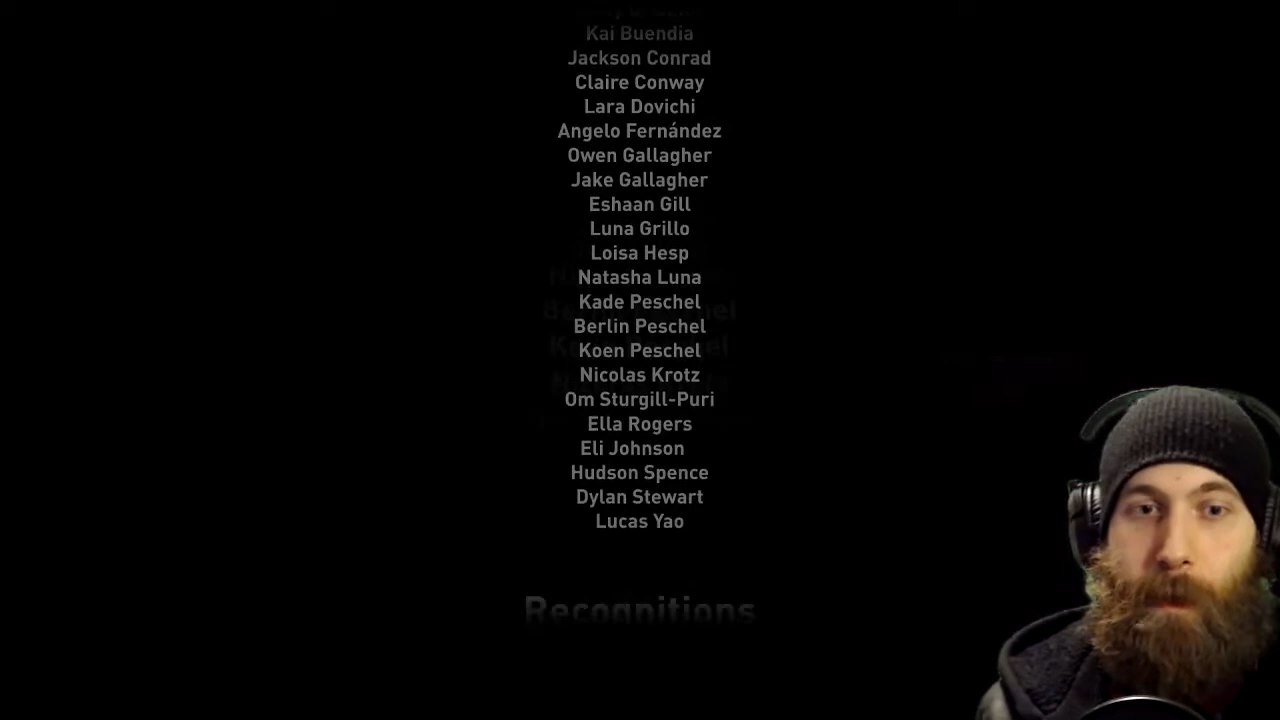 Kai Buendia
Jackson Conrad
Claire Conway
Lara Dovichi
Angelo Fernández
Owen Gallagher
Jake Gallagher
Eshaan Gill
Luna Grillo
Loisa Hesp
Natasha Luna
Kade Peschel
Berlin Peschel
Koen Peschel
Nicolas Krotz
Om Sturgill-Puri
Ella Rogers
Eli Johnson
Hudson Spence
Dylan Stewart
Lucas Yao
Recognitions